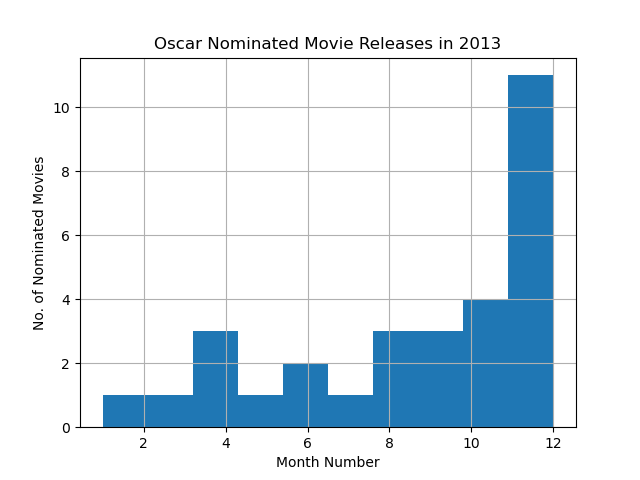 Oscar Nominated Movie Releases in 2013
No. of Nominated Movies
10
8
6
4
2
0
2 4 6 8 10 12
Month Number